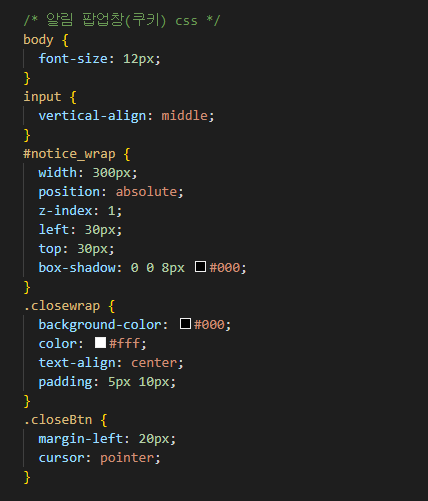 /* 알림 팝업창(쿠키) css */
body {
  font-size: 12px;
}
input {
  vertical-align: middle;
}
#notice_wrap {
  width: 300px;
  position: absolute;
  z-index: 1;
  left: 30px;
  top: 30px;
  box-shadow: 0 0 8px #000;
}
.closewrap {
  background-color: #000;
  color: #fff;
  text-align: center;
  padding: 5px 10px;
}
.closeBtn {
  margin-left: 20px;
  cursor: pointer;
}